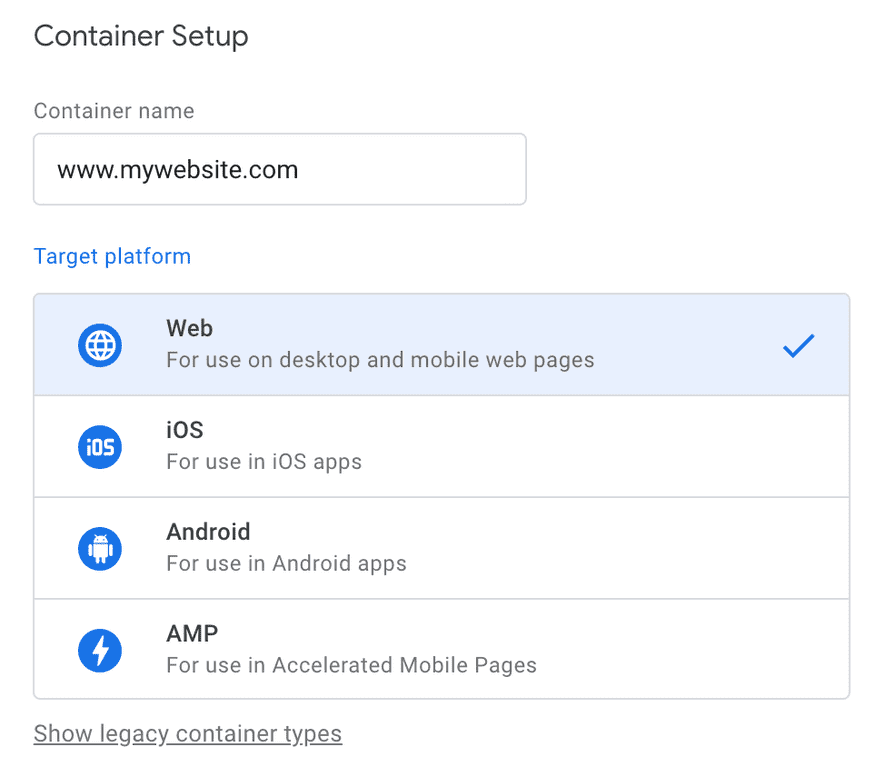 Container Setup
Container name
www.mywebsite.com
Target platform
Web
For use on desktop and mobile web pages
iOS
iOS
For use in iOS apps
Android
For use in Android apps
AMP
For use in Accelerated Mobile Pages
Show legacy container types